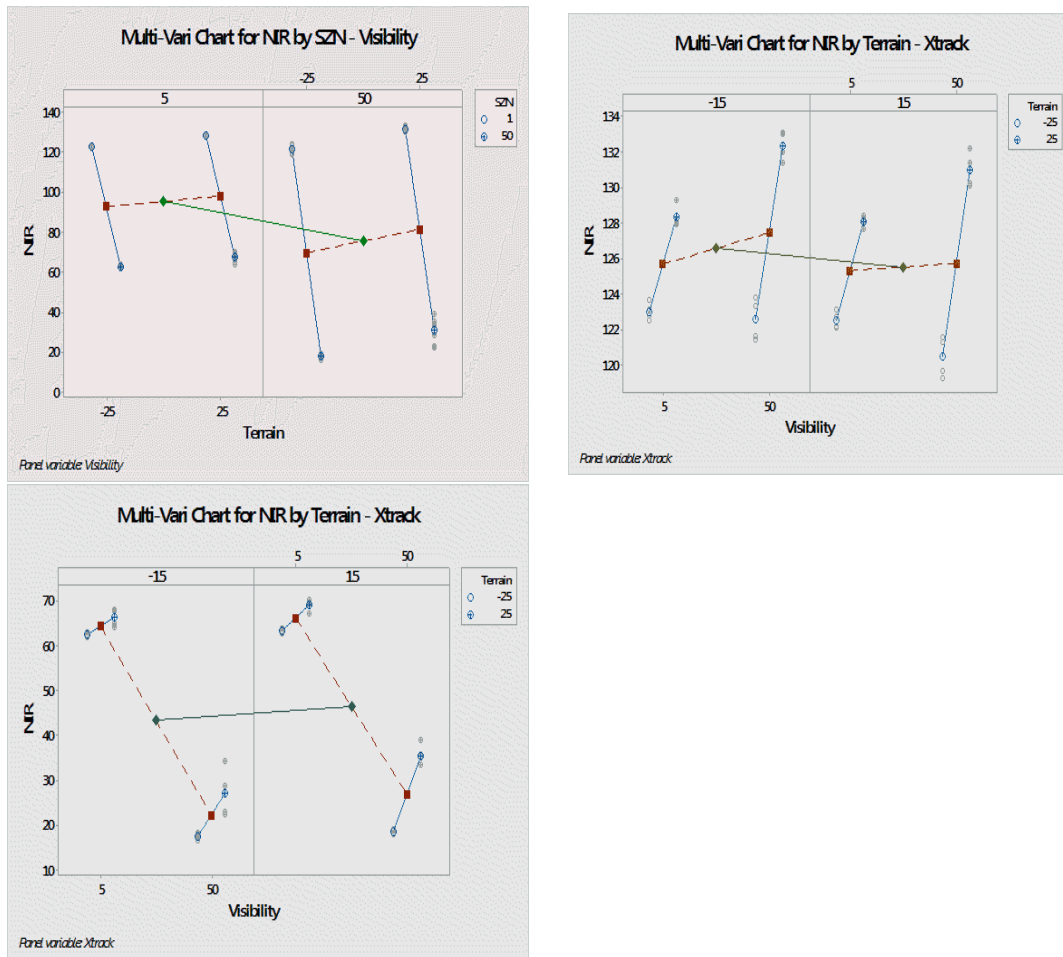 Multi-Vari Chart for NIR by SZN - Visibility
-25 25
5 50
SZN
1
50
140
120
100
80
60
40
20
0
NIR
-25 25
Terrain
Panel variable: Visibility
Multi-Vari Chart for NIR by Terrain - Xtrack
5 50
-15 15
Terrain
-25
25
134
132
130
128
126
124
122
120
NIR
5 50
Visibility
Panel variable: Xtrack
Multi-Vari Chart for NIR by Terrain - Xtrack
5 50
-15 15
Terrain
-25
25
70
60
50
40
30
20
10
NIR
5 50
Visibility
Panel variable: Xtrack